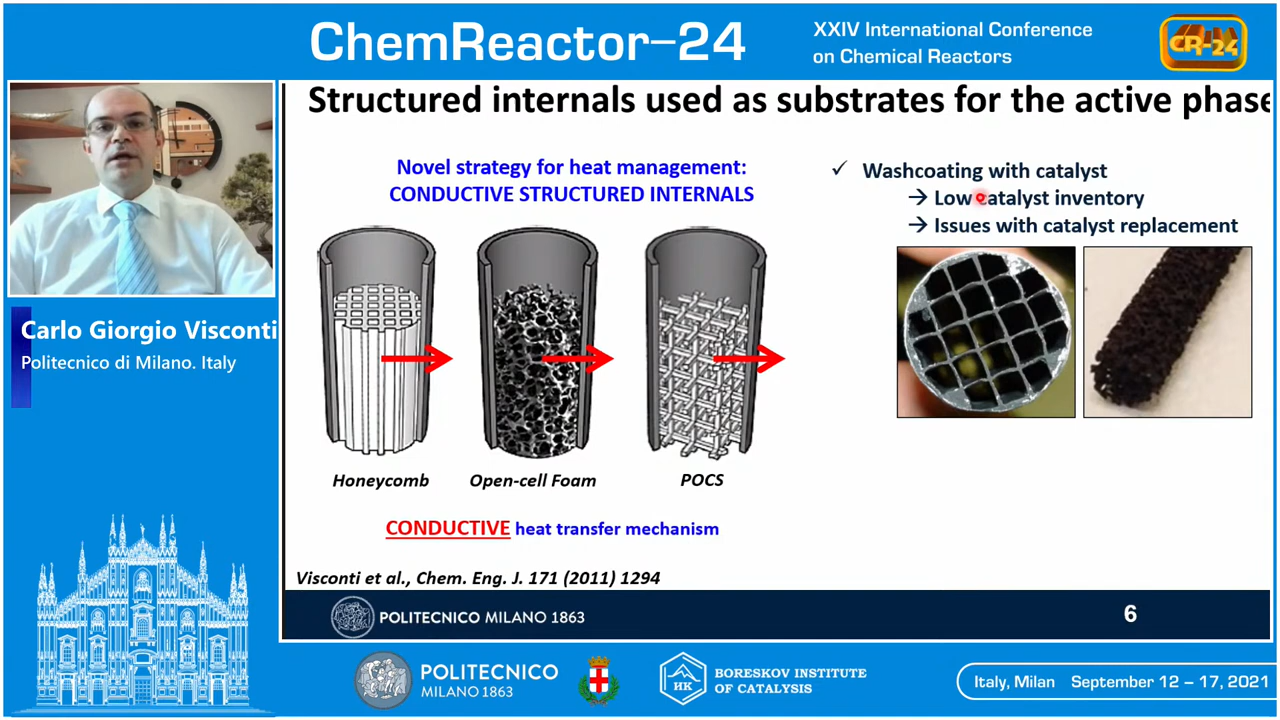 ChemReactor–24
XXIV International Conference
on Chemical Reactors
CR-24
Structured internals used as substrates for the active phase
Novel strategy for heat management:
CONDUCTIVE STRUCTURED INTERNALS
✓ Washcoating with catalyst
→ Low catalyst inventory
→ Issues with catalyst replacement
Carlo Giorgio Visconti
Politecnico di Milano. Italy
Honeycomb
Open-cell Foam
POCS
CONDUCTIVE heat transfer mechanism
Visconti et al., Chem. Eng. J. 171 (2011) 1294
POLITECNICO MILANO 1863
6
POLITECNICO
MILANO 1863
НК
BORESKOV INSTITUTE
OF CATALYSIS
Italy, Milan September 12 – 17, 2021